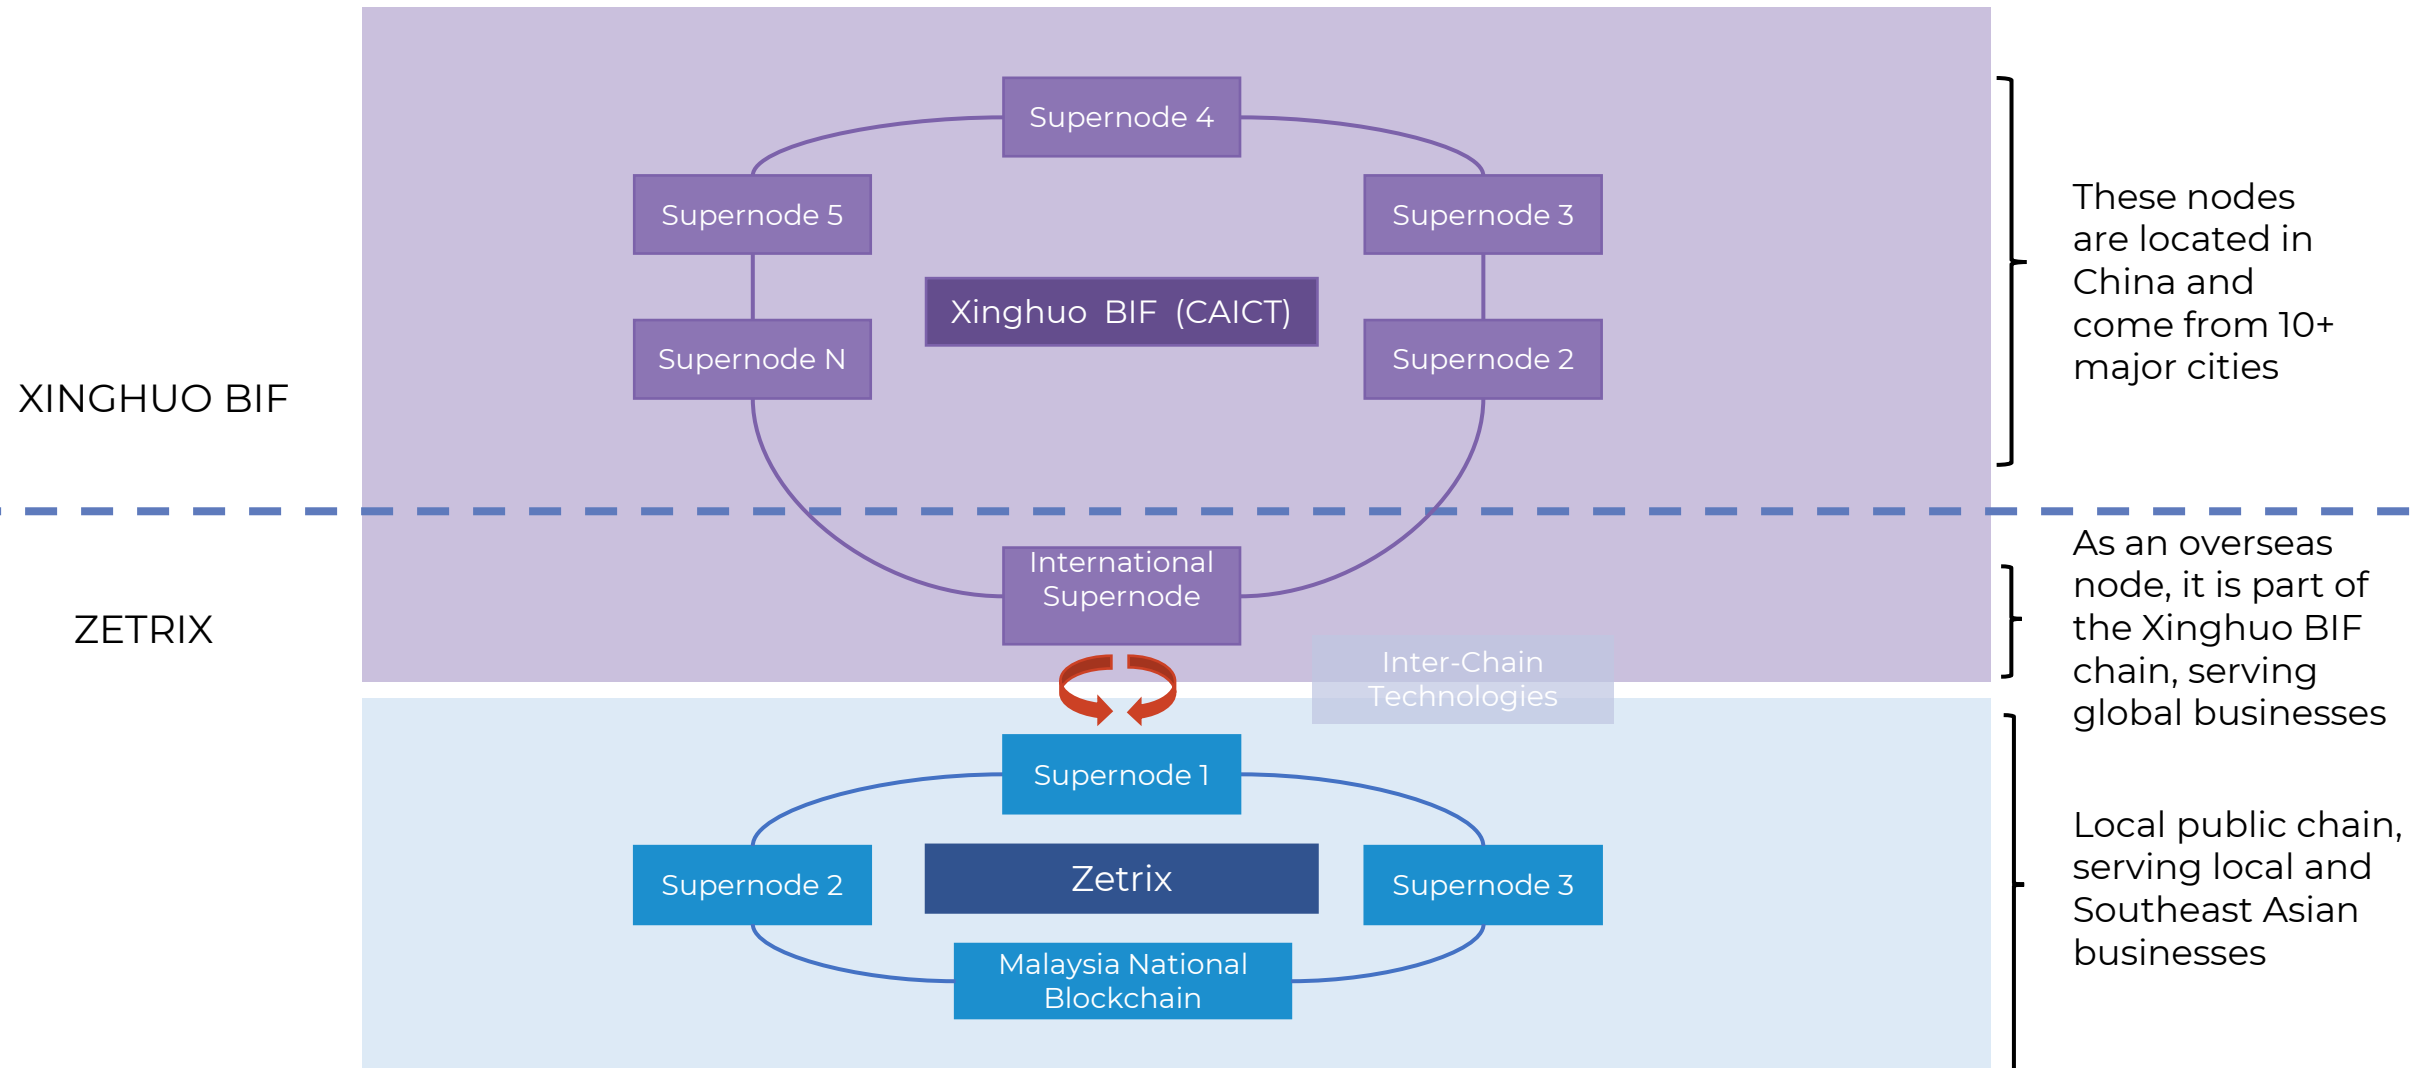 Supernode 4
Supernode 5
Supernode 3
Xinghuo BIF (CAICT)
Supernode N
Supernode 2
XINGHUO BIF
These nodes
are located in
China and
come from 10+
major cities
International
Supernode
ZETRIX
Inter-Chain
Technologies
As an overseas
node, it is part of
the Xinghuo BIF
chain, serving
global businesses
Supernode 1
Supernode 2
Zetrix
Supernode 3
Malaysia National
Blockchain
Local public chain,
serving local and
Southeast Asian
businesses